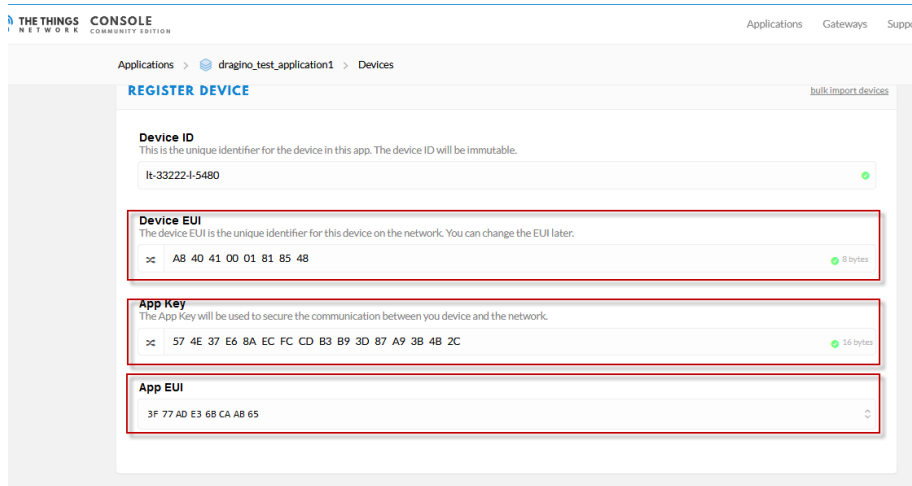 THE THINGS NETWORK CONSOLE COMMUNITY EDITION
Applications Gateways
Applications > dragino_test_application1 > Devices
REGISTER DEVICE bulk import devices
Device ID
This is the unique identifier for the device in this app. The device ID will be immutable.
lt-33222-l-5480
Device EUI
The device EUI is the unique identifier for this device on the network. You can change the EUI later.
A8 40 41 00 01 81 85 48 8 bytes
App Key
The App Key will be used to secure the communication between you device and the network.
57 4E 37 E6 8A EC FC CD B3 B9 3D 87 A9 3B 4B 2C 16 bytes
App EUI
3F 77 AD E3 6B CA AB 65